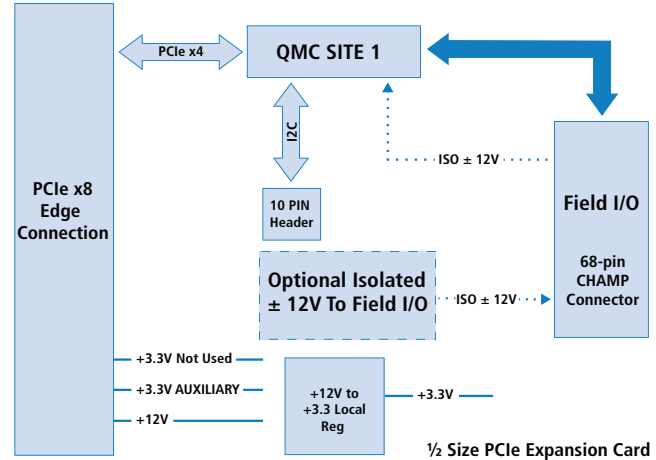 PCIe x4
QMC SITE 1
I2C
ISO ± 12V
PCIe x8
Edge
Connection
10 PIN
Header
Field I/O
68-pin
CHAMP
Connector
Optional Isolated
± 12V To Field I/O
ISO ± 12V
+3.3V Not Used
+3.3V AUXILIARY
+12V
+12V to
+3.3 Local
Reg
+3.3V
½ Size PCIe Expansion Card